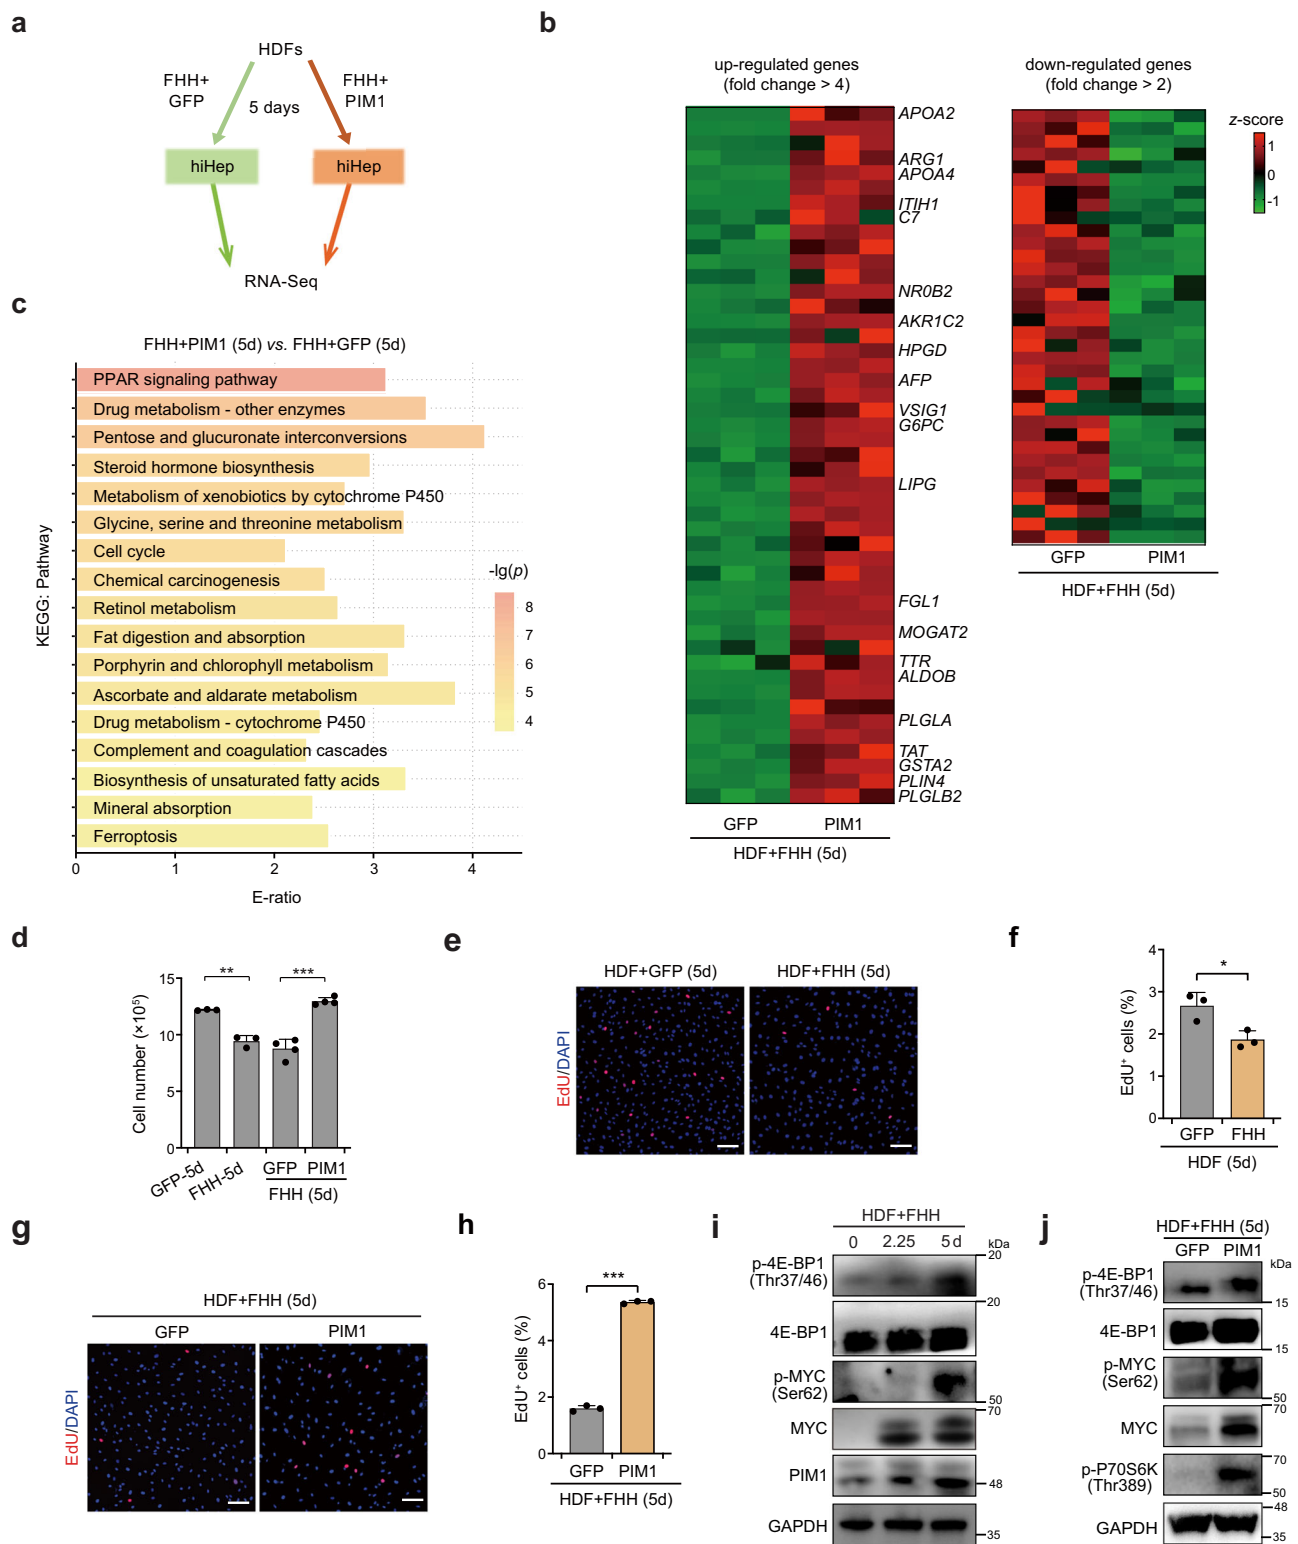 a
HDFs
FHH+
GFP
FHH+
PIM1
5 days
hiHep
hiHep
RNA-Seq
b
up-regulated genes
(fold change > 4)
down-regulated genes
(fold change > 2)
z-score
1
0
-1
APOA2
ARG1
APOA4
ITIH1
C7
NR0B2
AKR1C2
HPGD
AFP
VSIG1
G6PC
LIPG
FGL1
MOGAT2
TTR
ALDOB
PLGLA
TAT
GSTA2
PLIN4
PLGLB2
GFP PIM1
HDF+FHH (5d)
GFP PIM1
HDF+FHH (5d)
c
FHH+PIM1 (5d) vs. FHH+GFP (5d)
KEGG: Pathway
PPAR signaling pathway
Drug metabolism - other enzymes
Pentose and glucuronate interconversions
Steroid hormone biosynthesis
Metabolism of xenobiotics by cytochrome P450
Glycine, serine and threonine metabolism
Cell cycle
Chemical carcinogenesis
Retinol metabolism
Fat digestion and absorption
Porphyrin and chlorophyll metabolism
Ascorbate and aldarate metabolism
Drug metabolism - cytochrome P450
Complement and coagulation cascades
Biosynthesis of unsaturated fatty acids
Mineral absorption
Ferroptosis
-lg(p)
8
7
6
5
4
0 1 2 3 4
E-ratio
d
Cell number (×10⁵)
15
10
5
0
** ***
GFP-5d
FHH-5d
GFP PIM1
FHH (5d)
e
HDF+GFP (5d) HDF+FHH (5d)
EdU/DAPI
f
EdU⁺ cells (%)
4
3
2
1
0
*
GFP FHH
HDF (5d)
g
HDF+FHH (5d)
GFP PIM1
EdU/DAPI
h
EdU⁺ cells (%)
6
4
2
0
***
GFP PIM1
HDF+FHH (5d)
i
HDF+FHH
0 2.25 5 d kDa
p-4E-BP1
(Thr37/46)
20
4E-BP1
20
p-MYC
(Ser62)
50
MYC
70
PIM1
48
GAPDH
35
j
HDF+FHH (5d)
GFP PIM1
kDa
p-4E-BP1
(Thr37/46)
15
4E-BP1
15
p-MYC
(Ser62)
50
MYC
70
p-P70S6K
(Thr389)
70
50
GAPDH
48
35